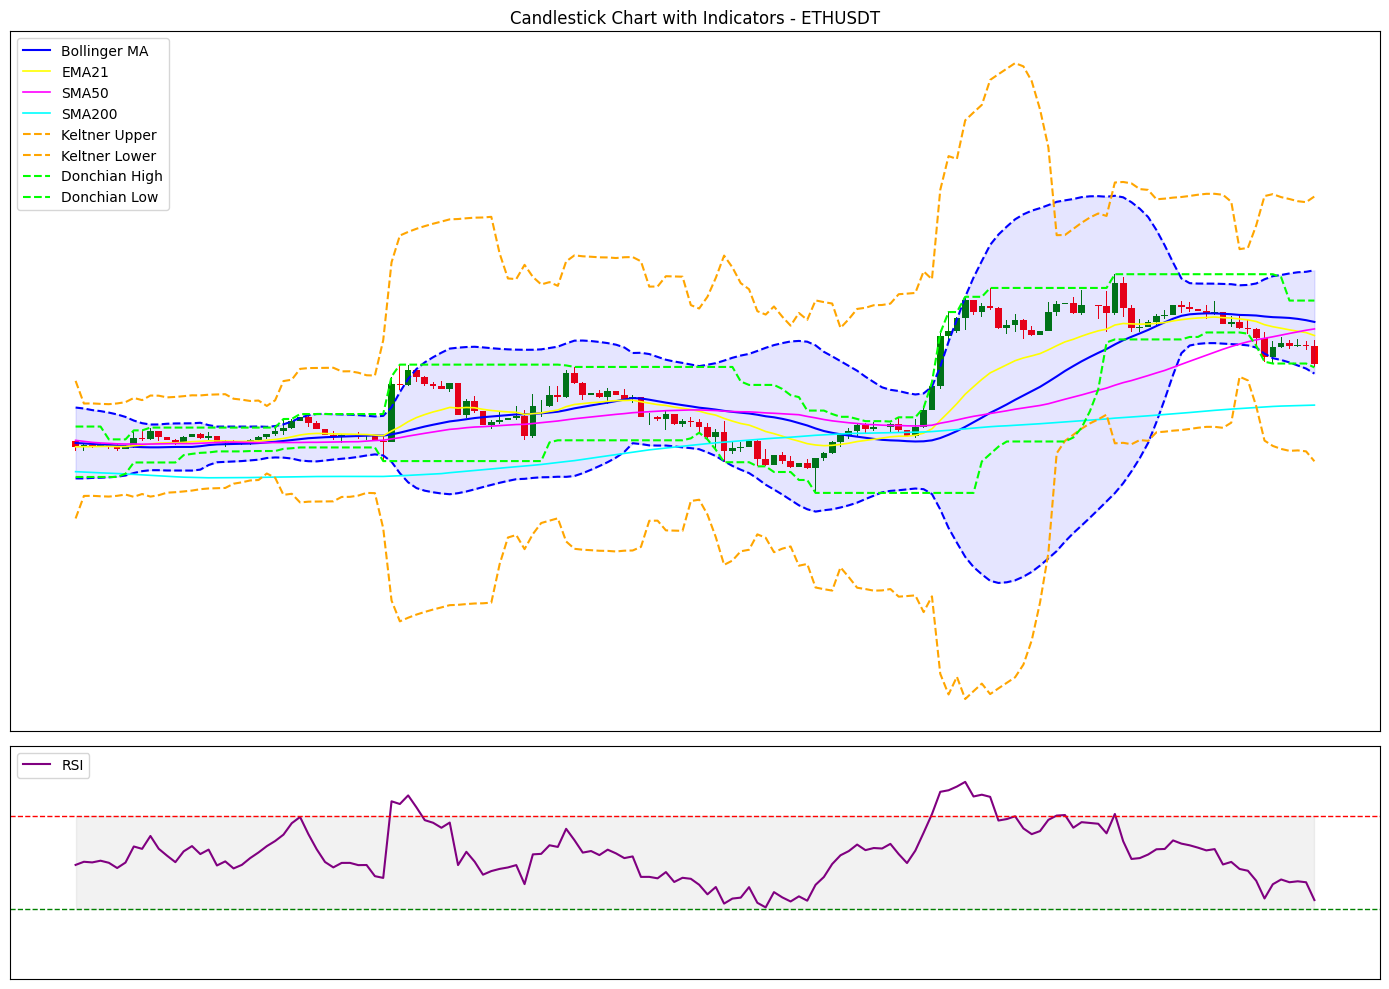 Candlestick Chart with Indicators - ETHUSDT
Bollinger MA
EMA21
SMA50
SMA200
Keltner Upper
Keltner Lower
Donchian High
Donchian Low
RSI